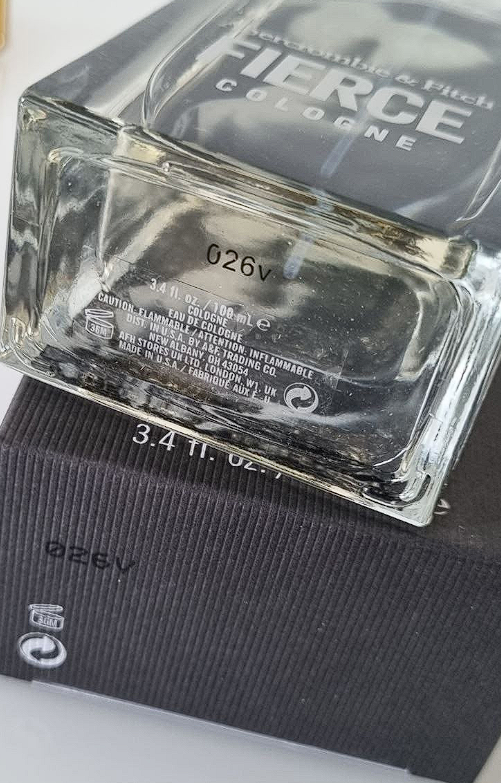 Abercrombie & Fitch
FIERCE
COLOGNE
026v
3.4 fl. oz. / 100 mL ℮
COLOGNE
EAU DE COLOGNE
CAUTION: FLAMMABLE / ATTENTION: INFLAMMABLE
DIST. IN U.S.A. BY A&F TRADING CO.
NEW ALBANY, OH 43054
AFH STORES UK LTD, LONDON, W1, UK
MADE IN U.S.A / FABRIQUÉ AUX É-U.
36M
3.4 fl. oz. /
026V
36M